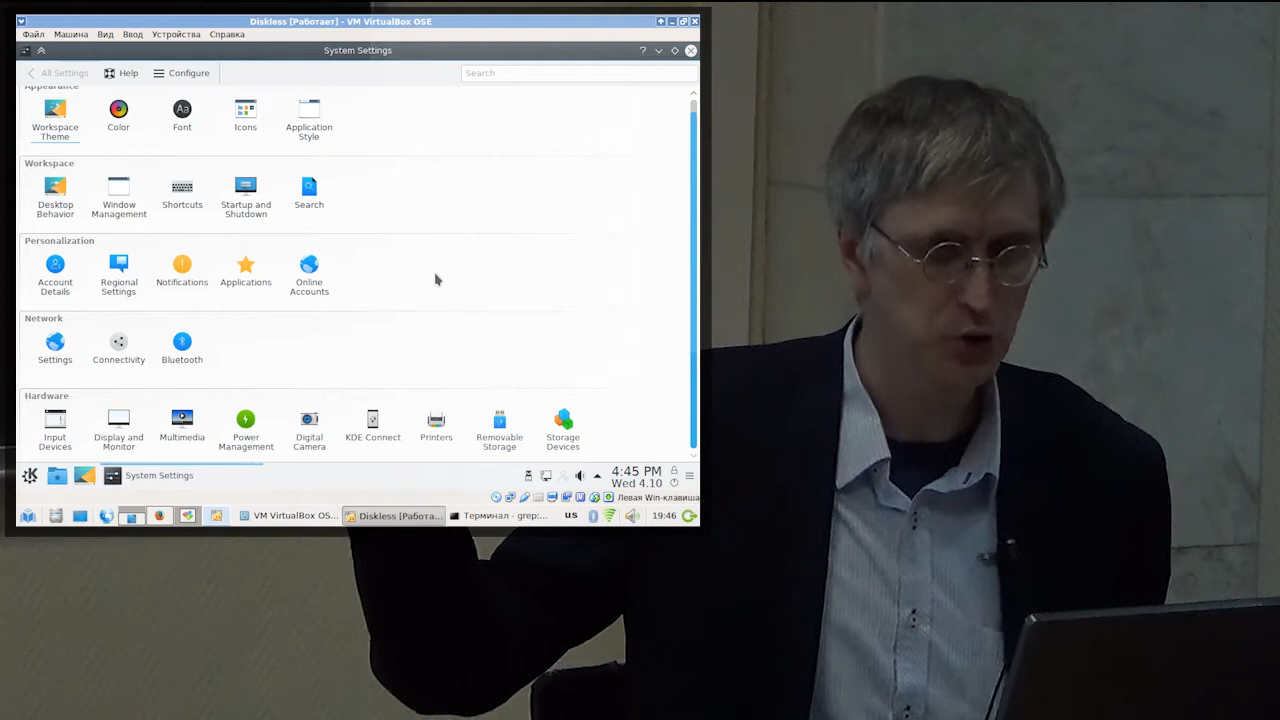 Diskless [Работает] - VM VirtualBox OSE
Файл Машина Вид Ввод Устройства Справка
System Settings
All Settings Help Configure Search
Appearance
Workspace Theme
Color
Font
Icons
Application Style
Workspace
Desktop Behavior
Window Management
Shortcuts
Startup and Shutdown
Search
Personalization
Account Details
Regional Settings
Notifications
Applications
Online Accounts
Network
Settings
Connectivity
Bluetooth
Hardware
Input Devices
Display and Monitor
Multimedia
Power Management
Digital Camera
KDE Connect
Printers
Removable Storage
Storage Devices
System Settings
4:45 PM
Wed 4.10
Левая Win-клавиша
VM VirtualBox OS... Diskless [Работа... Терминал - grep:... us 19:46